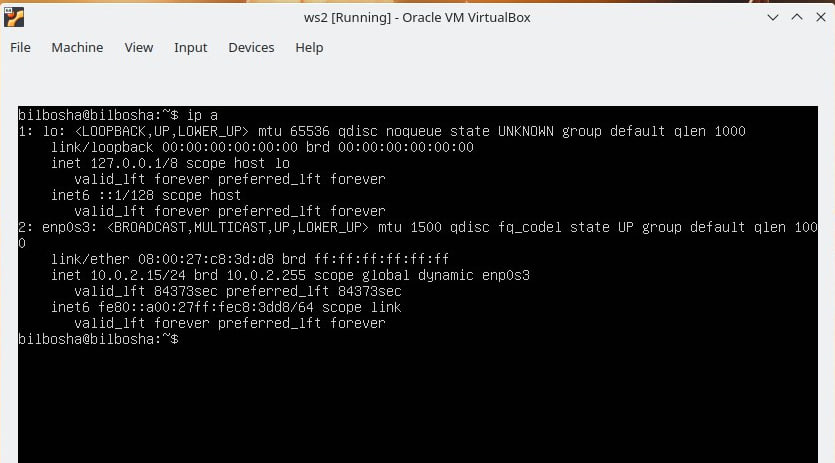 ws2 [Running] - Oracle VM VirtualBox
File Machine View Input Devices Help
bilbosha@bilbosha:~$ ip a
1: lo: <LOOPBACK,UP,LOWER_UP> mtu 65536 qdisc noqueue state UNKNOWN group default qlen 1000
    link/loopback 00:00:00:00:00:00 brd 00:00:00:00:00:00
    inet 127.0.0.1/8 scope host lo
       valid_lft forever preferred_lft forever
    inet6 ::1/128 scope host
       valid_lft forever preferred_lft forever
2: enp0s3: <BROADCAST,MULTICAST,UP,LOWER_UP> mtu 1500 qdisc fq_codel state UP group default qlen 100
0
    link/ether 08:00:27:c8:3d:d8 brd ff:ff:ff:ff:ff:ff
    inet 10.0.2.15/24 brd 10.0.2.255 scope global dynamic enp0s3
       valid_lft 84373sec preferred_lft 84373sec
    inet6 fe80::a00:27ff:fec8:3dd8/64 scope link
       valid_lft forever preferred_lft forever
bilbosha@bilbosha:~$